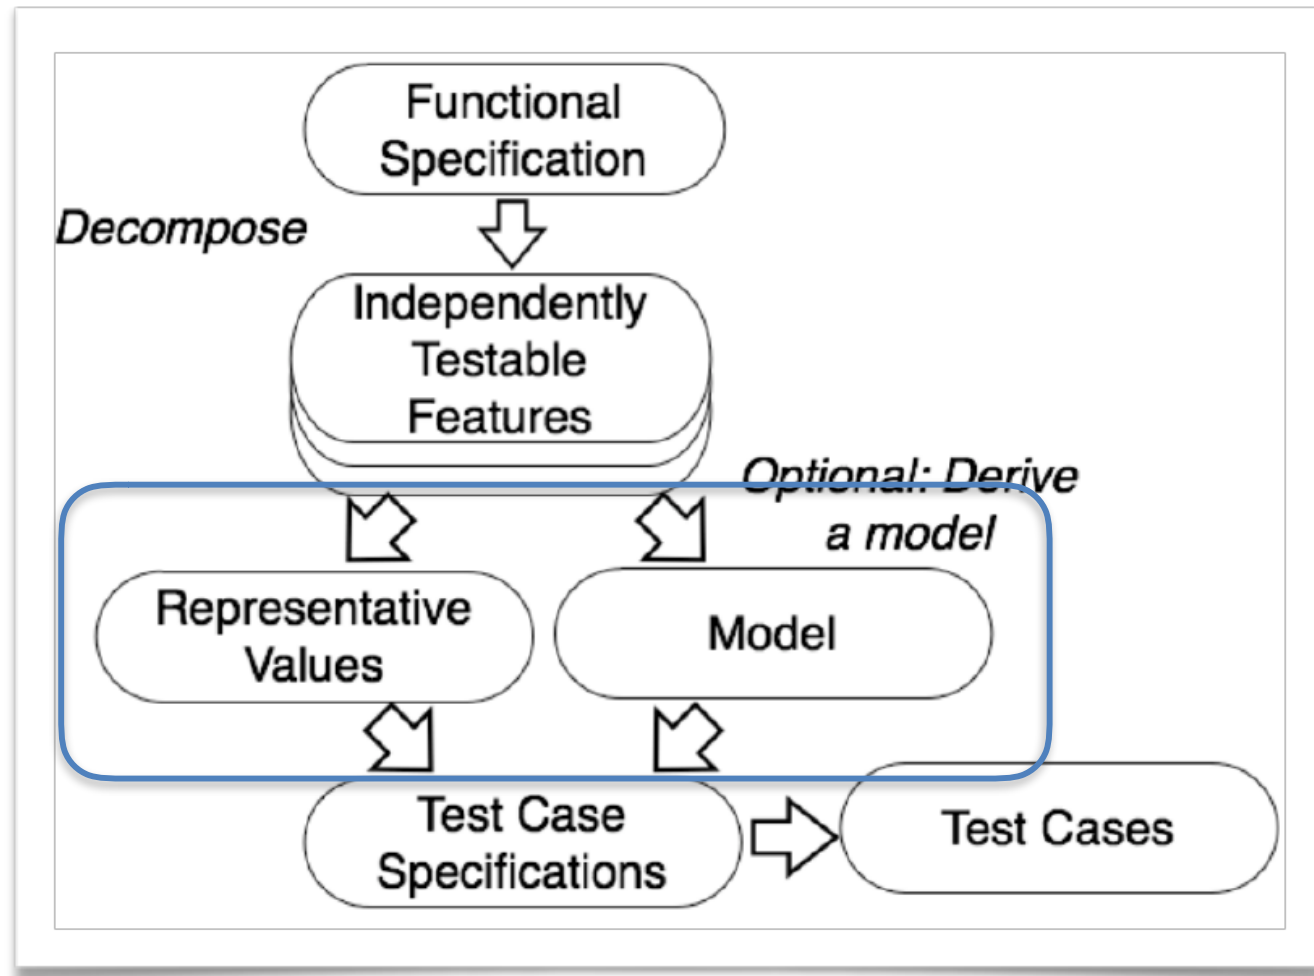 Functional
Specification
Decompose
Independently
Testable
Features
Optional: Derive
a model
Representative
Values
Model
Test Case
Specifications
Test Cases